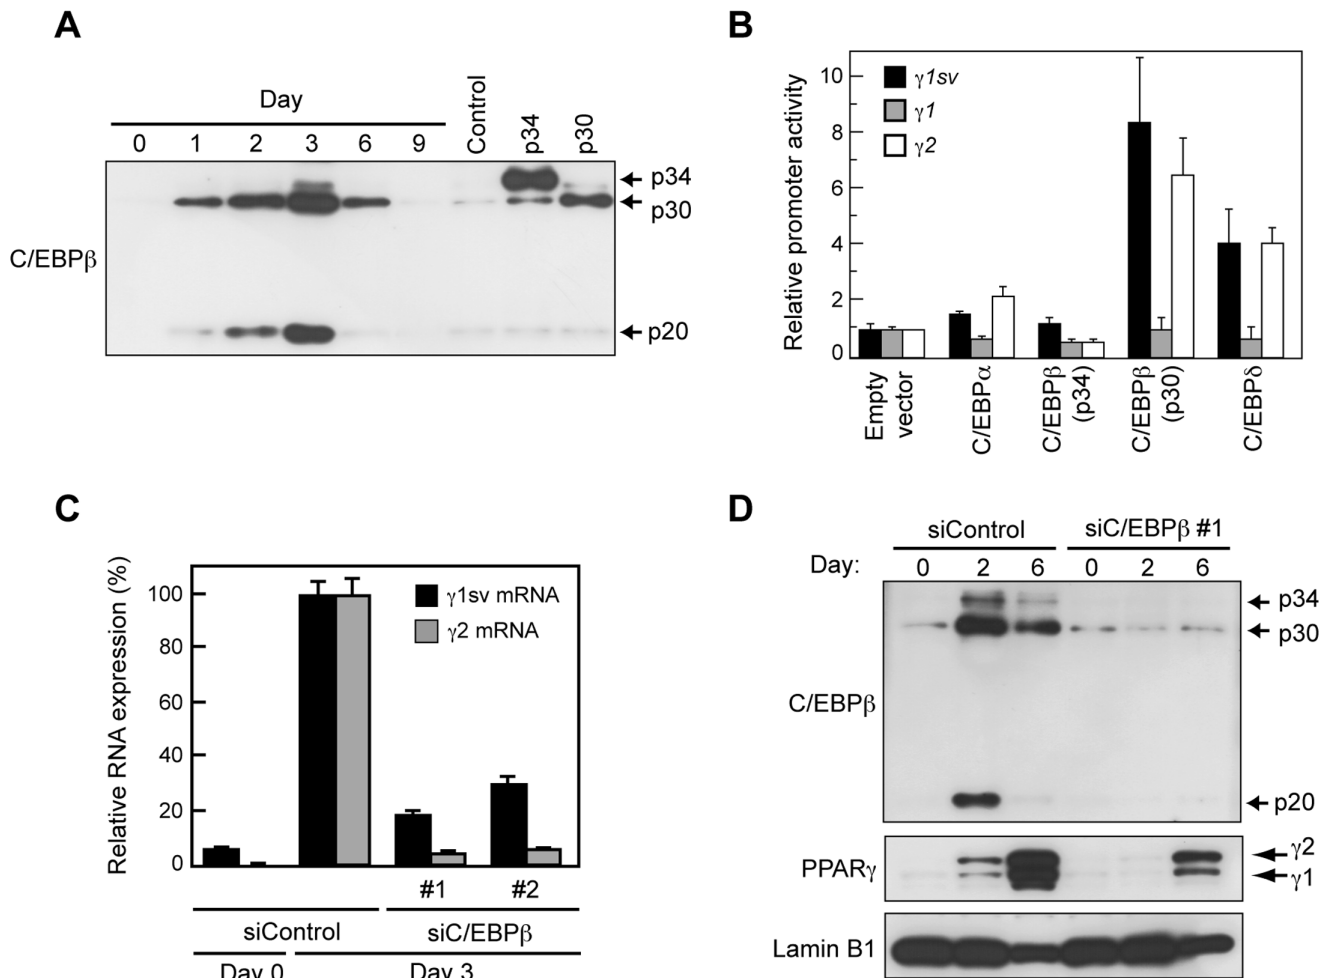 A
Day
0 1 2 3 6 9 Control p34 p30
p34
p30
C/EBPβ
p20
B
Relative promoter activity
10
8
6
4
2
0
γ1sv
γ1
γ2
Empty vector
C/EBPα
C/EBPβ (p34)
C/EBPβ (p30)
C/EBPδ
C
Relative RNA expression (%)
100
80
60
40
20
0
γ1sv mRNA
γ2 mRNA
#1 #2
siControl siC/EBPβ
Day 0 Day 3
D
siControl siC/EBPβ #1
Day: 0 2 6 0 2 6
p34
p30
C/EBPβ
p20
γ2
PPARγ
γ1
Lamin B1